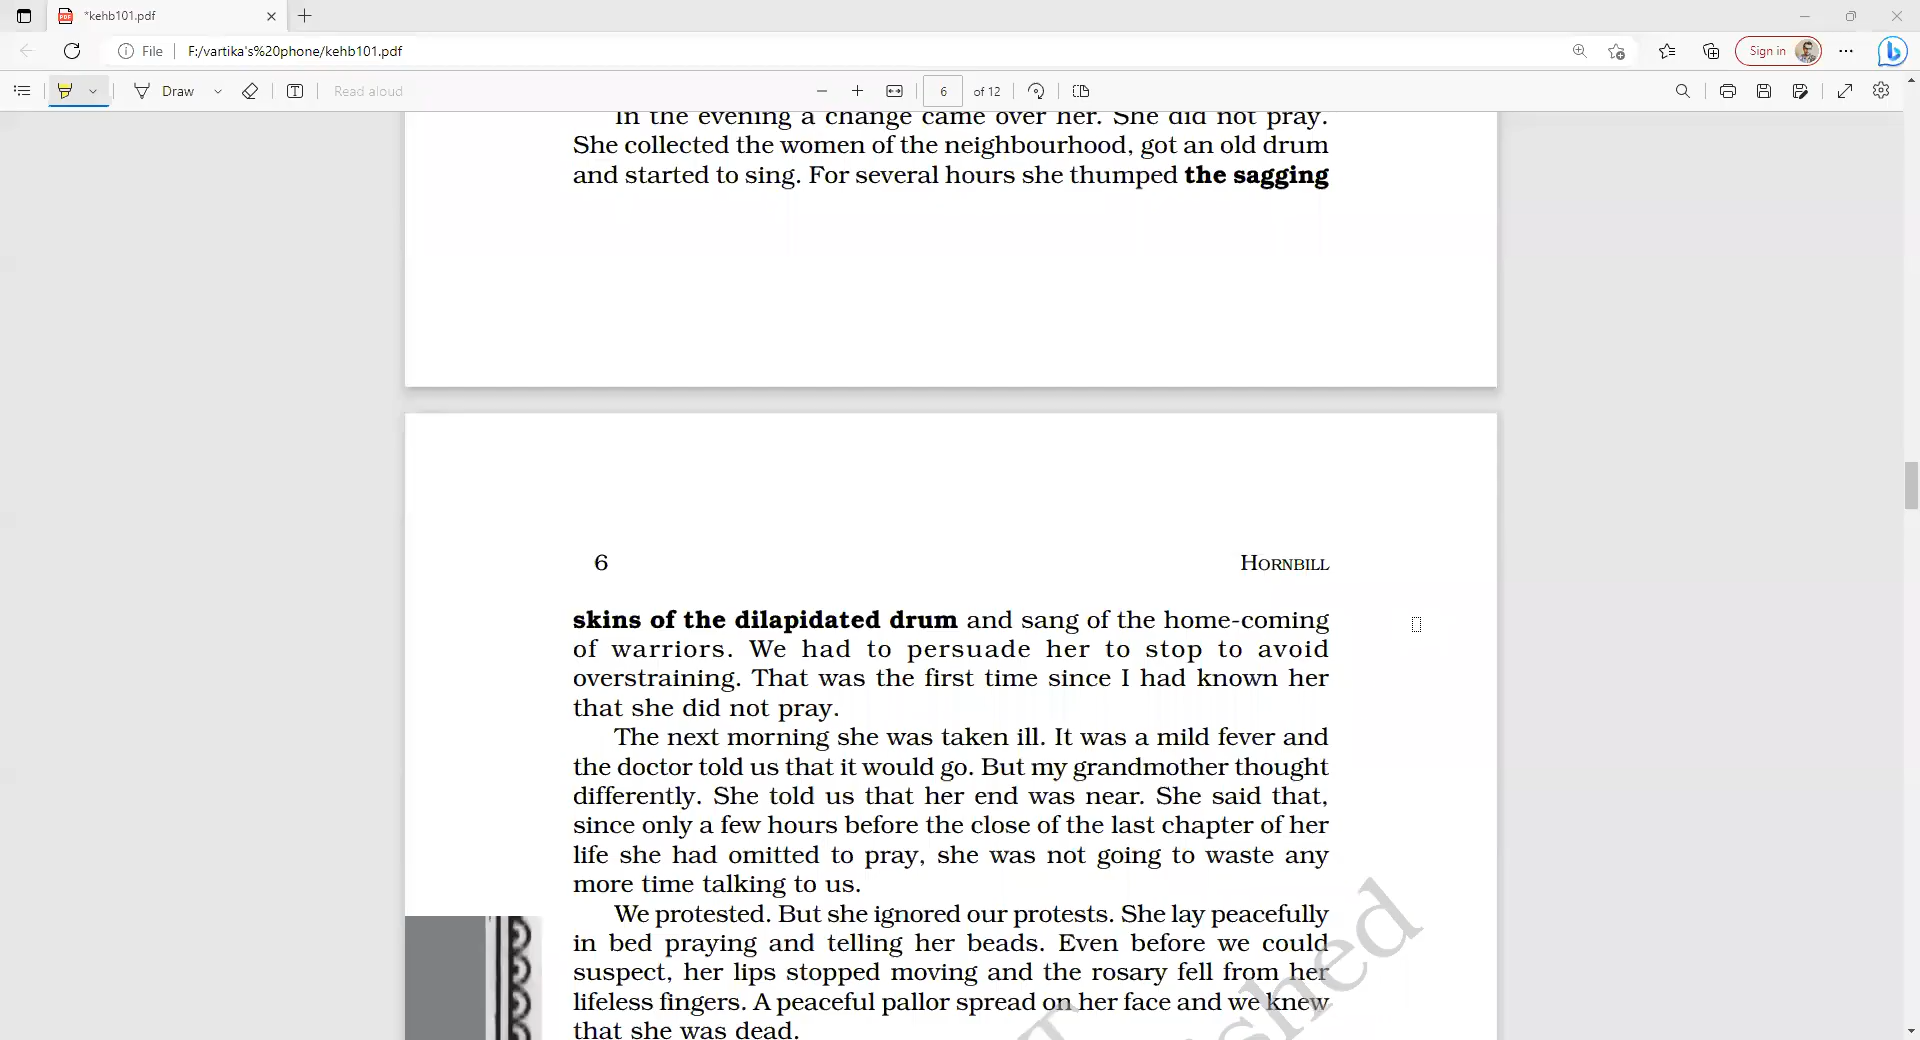 *kehb101.pdf
File F:/vartika's%20phone/kehb101.pdf
Sign in
Draw
Read aloud
6 of 12
In the evening a change came over her. She did not pray.
She collected the women of the neighbourhood, got an old drum
and started to sing. For several hours she thumped the sagging
6 HORNBILL
skins of the dilapidated drum and sang of the home-coming
of warriors. We had to persuade her to stop to avoid
overstraining. That was the first time since I had known her
that she did not pray.
The next morning she was taken ill. It was a mild fever and
the doctor told us that it would go. But my grandmother thought
differently. She told us that her end was near. She said that,
since only a few hours before the close of the last chapter of her
life she had omitted to pray, she was not going to waste any
more time talking to us.
We protested. But she ignored our protests. She lay peacefully
in bed praying and telling her beads. Even before we could
suspect, her lips stopped moving and the rosary fell from her
lifeless fingers. A peaceful pallor spread on her face and we knew
that she was dead.